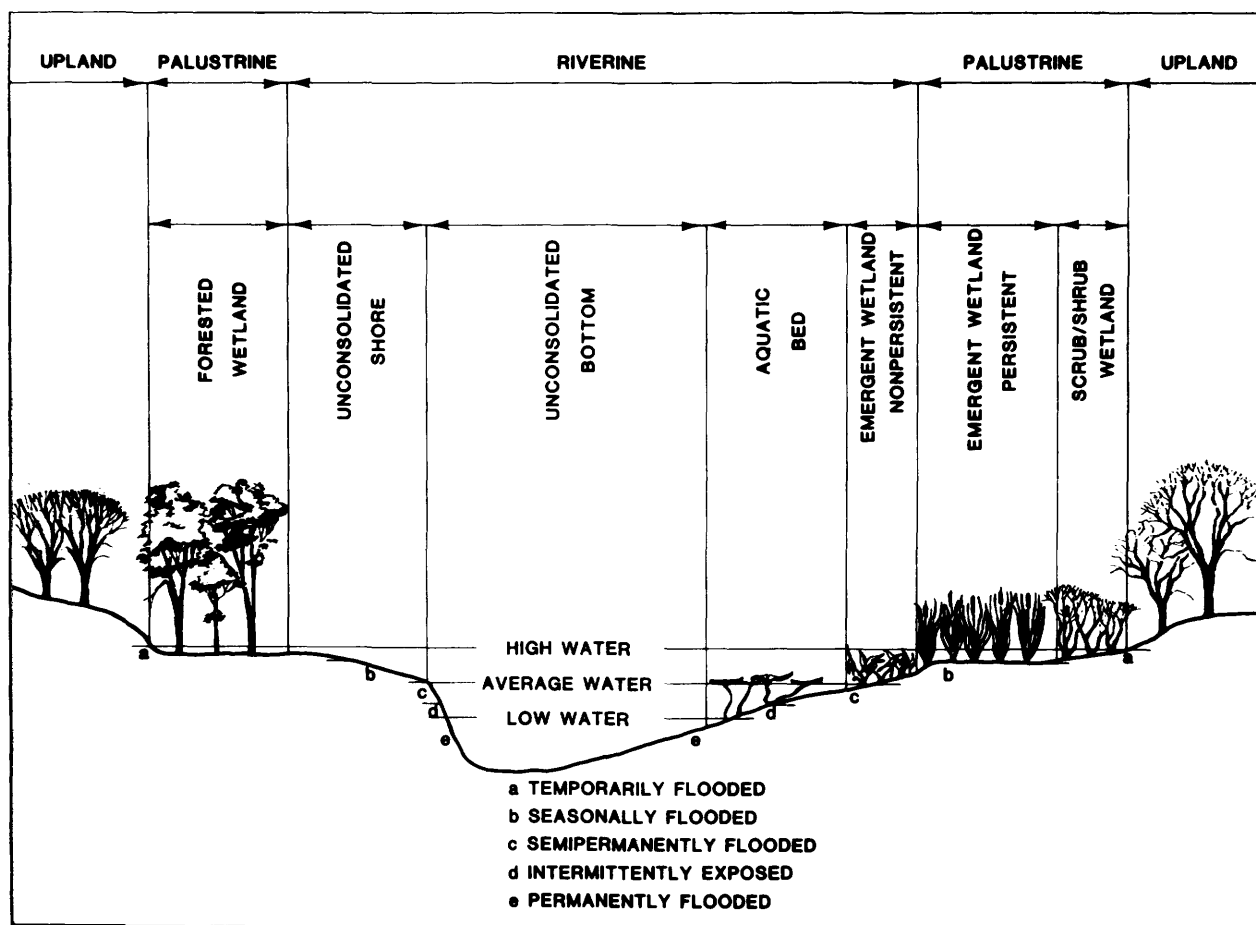 UPLAND PALUSTRINE RIVERINE PALUSTRINE UPLAND
FORESTED
WETLAND
UNCONSOLIDATED
SHORE
UNCONSOLIDATED
BOTTOM
AQUATIC
BED
EMERGENT WETLAND
NONPERSISTENT
EMERGENT WETLAND
PERSISTENT
SCRUB/SHRUB
WETLAND
a HIGH WATER a
b b
AVERAGE WATER
c c
d LOW WATER d
e e
a TEMPORARILY FLOODED
b SEASONALLY FLOODED
c SEMIPERMANENTLY FLOODED
d INTERMITTENTLY EXPOSED
e PERMANENTLY FLOODED